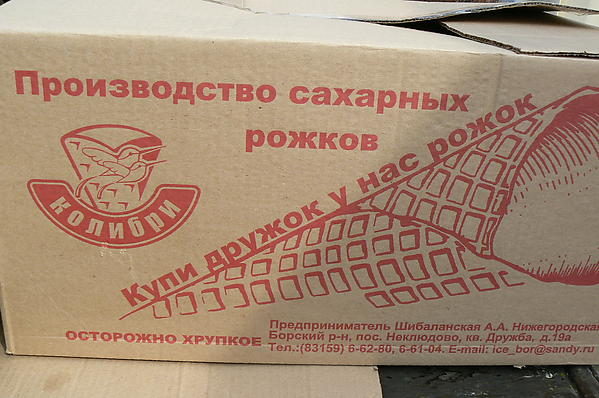 Производство сахарных
рожков
Купи дружок у нас рожок
колибри
ОСТОРОЖНО ХРУПКОЕ
Предприниматель Шибаланская А.А. Нижегородская
Борский р-н, пос. Неклюдово, кв. Дружба, д.19а
Тел.:(83159) 6-62-80, 6-61-04. E-mail: ice_bor@sandy.ru